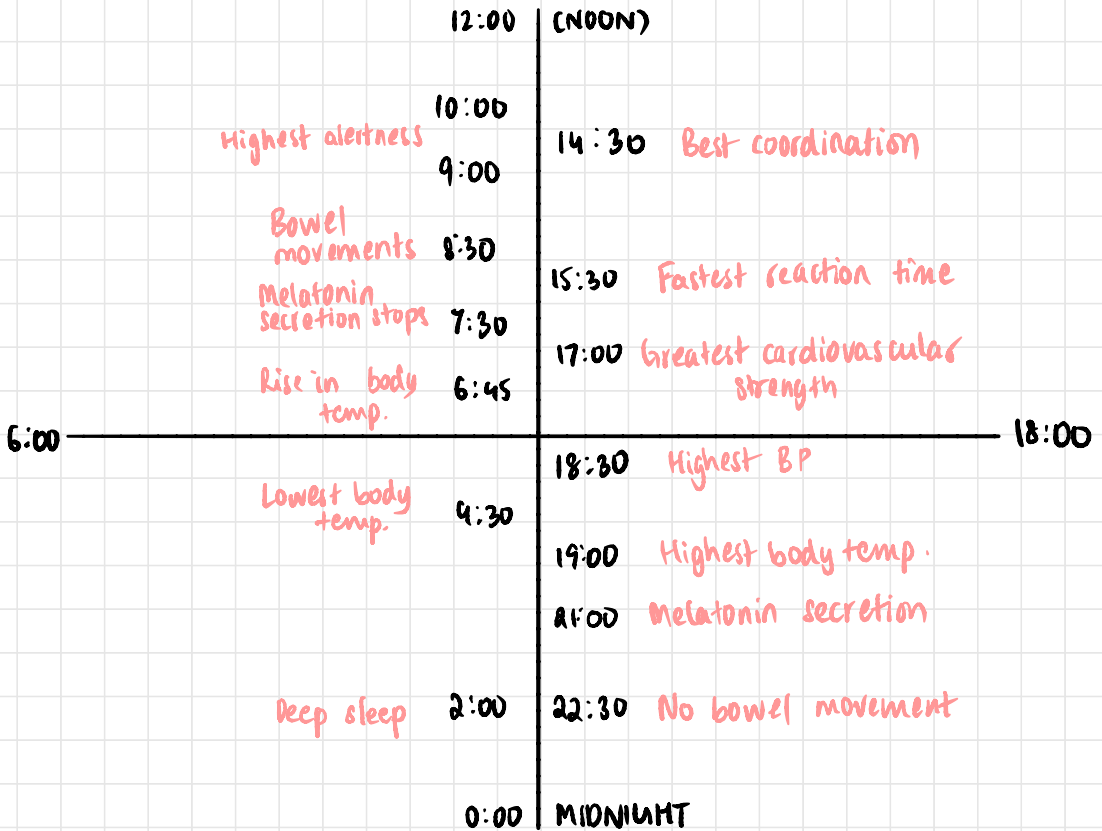 12:00 (NOON)
10:00
Highest alertness
14:30 Best coordination
9:00
Bowel
movements 8:30
15:30 Fastest reaction time
Melatonin
secretion stops 7:30
17:00 Greatest cardiovascular
strength
Rise in body
temp. 6:45
6:00
18:00
18:30 Highest BP
Lowest body
temp. 4:30
19:00 Highest body temp.
21:00 Melatonin secretion
Deep sleep 2:00
22:30 No bowel movement
0:00 MIDNIGHT